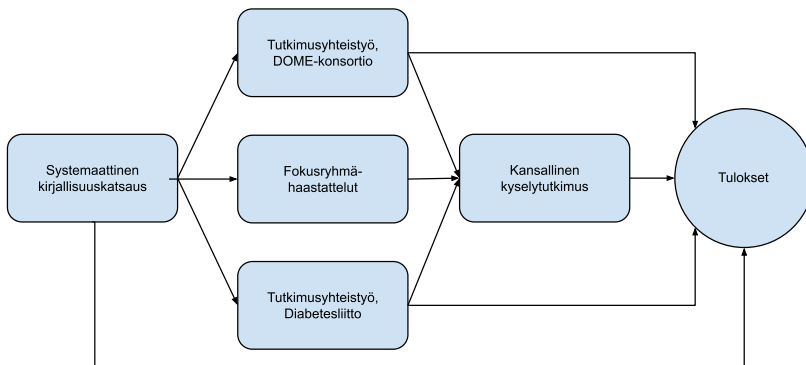 Tutkimusyhteistyö,
DOME-konsortio
Systemaattinen
kirjallisuuskatsaus
Fokusryhmä-
haastattelut
Kansallinen
kyselytutkimus
Tulokset
Tutkimusyhteistyö,
Diabetesliitto